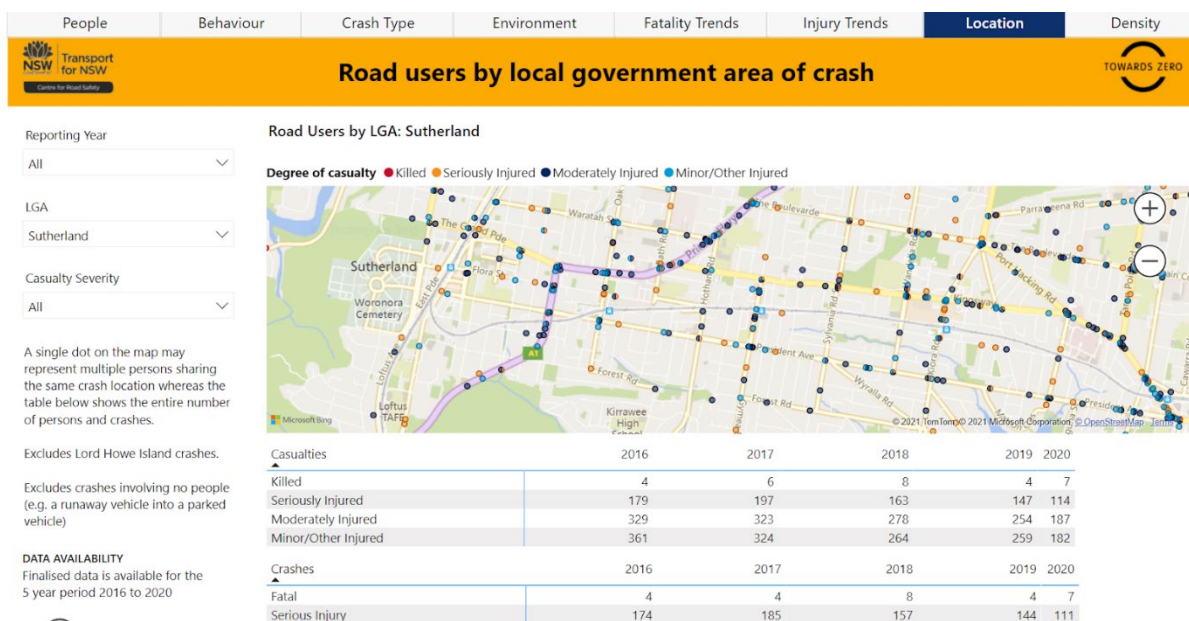 People Behaviour Crash Type Environment Fatality Trends Injury Trends Location Density
NSW
Transport
for NSW
Centre for Road Safety
Road users by local government area of crash
TOWARDS ZERO
Reporting Year
All
LGA
Sutherland
Casualty Severity
All
A single dot on the map may
represent multiple persons sharing
the same crash location whereas the
table below shows the entire number
of persons and crashes.
Excludes Lord Howe Island crashes.
Excludes crashes involving no people
(e.g. a runaway vehicle into a parked
vehicle)
DATA AVAILABILITY
Finalised data is available for the
5 year period 2016 to 2020
Road Users by LGA: Sutherland
Degree of casualty Killed Seriously Injured Moderately Injured Minor/Other Injured
Waratah St
Parraweena Rd
Sutherland
Flora St
East Pde
Port Hacking Rd
Woronora
Cemetery
Sylvania Rd
President Ave
A1
Forest Rd
Wyralla Rd
Forest Rd
Kiora Rd
Loftus
TAFE
Kirrawee
High
School
Microsoft Bing
© 2021 TomTom © 2021 Microsoft Corporation, © OpenStreetMap Terms
Casualties 2016 2017 2018 2019 2020
Killed 4 6 8 4 7
Seriously Injured 179 197 163 147 114
Moderately Injured 329 323 278 254 187
Minor/Other Injured 361 324 264 259 182
Crashes 2016 2017 2018 2019 2020
Fatal 4 4 8 4 7
Serious Injury 174 185 157 144 111